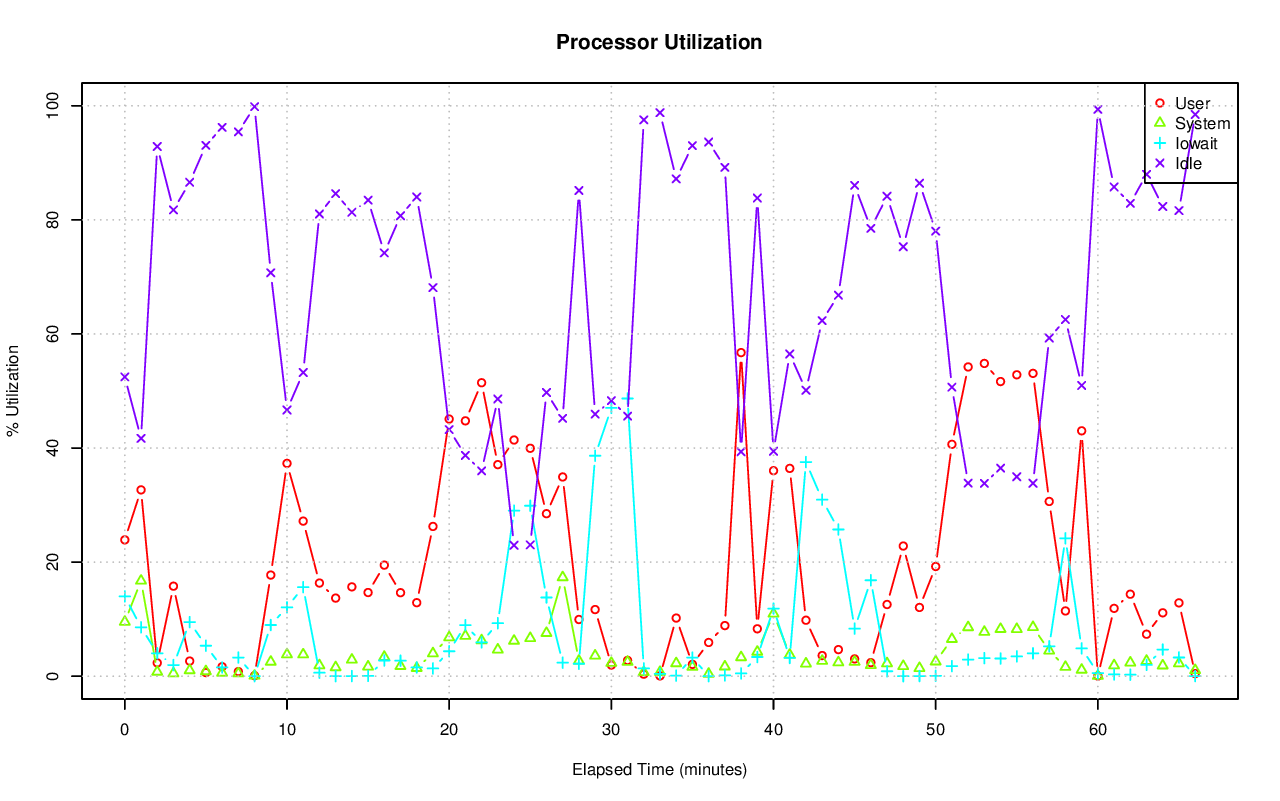 Processor Utilization
% Utilization
100
80
60
40
20
0
User
System
Iowait
Idle
0 10 20 30 40 50 60
Elapsed Time (minutes)